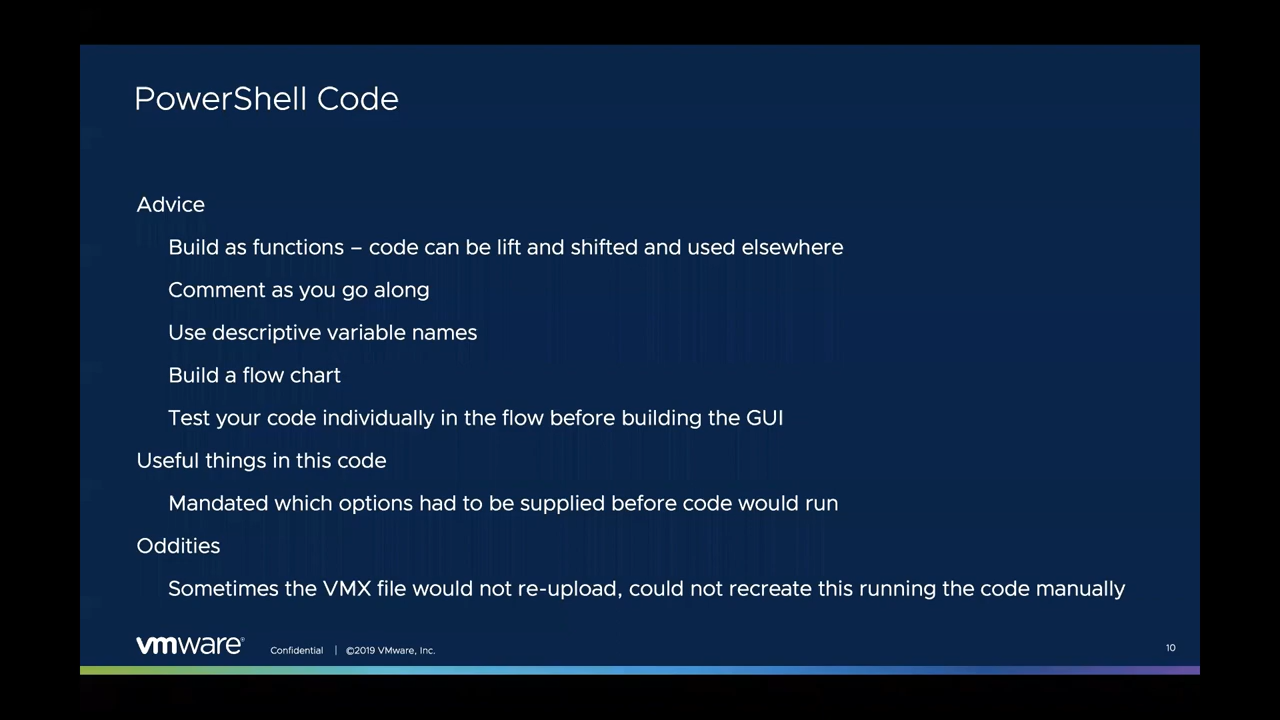 PowerShell Code
Advice
Build as functions – code can be lift and shifted and used elsewhere
Comment as you go along
Use descriptive variable names
Build a flow chart
Test your code individually in the flow before building the GUI
Useful things in this code
Mandated which options had to be supplied before code would run
Oddities
Sometimes the VMX file would not re-upload, could not recreate this running the code manually
vmware® Confidential | ©2019 VMware, Inc. 10